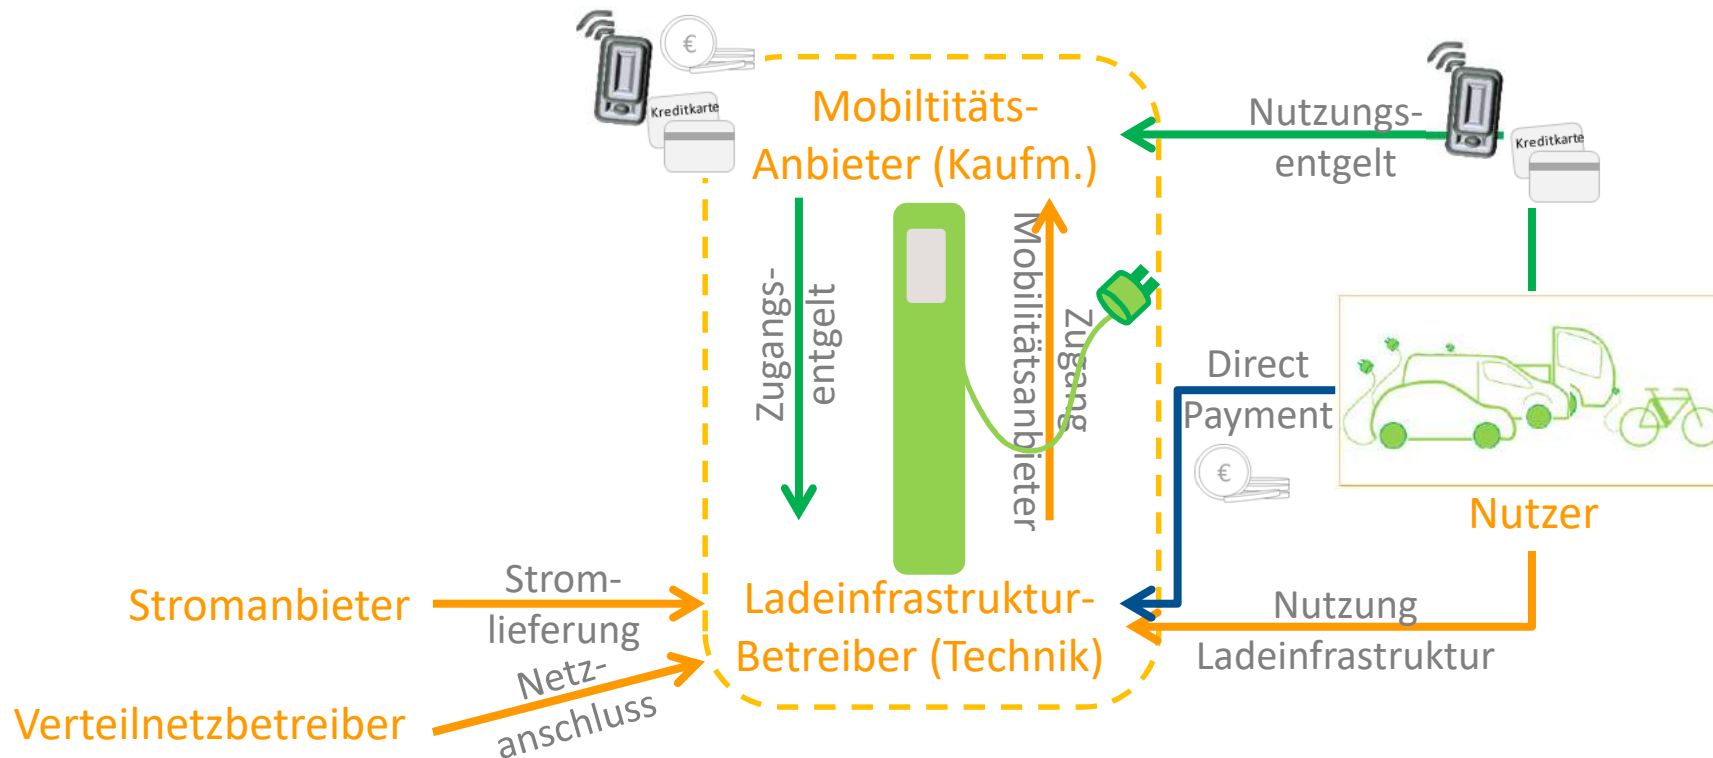 €
Kreditkarte
Mobiltitäts-
Anbieter (Kaufm.)
Nutzungs-
entgelt
Kreditkarte
Zugangs-
entgelt
Mobilitätsanbieter
Zugang
Direct
Payment
€
Nutzer
Stromanbieter
Strom-
lieferung
Ladeinfrastruktur-
Betreiber (Technik)
Nutzung
Ladeinfrastruktur
Verteilnetzbetreiber
Netz-
anschluss